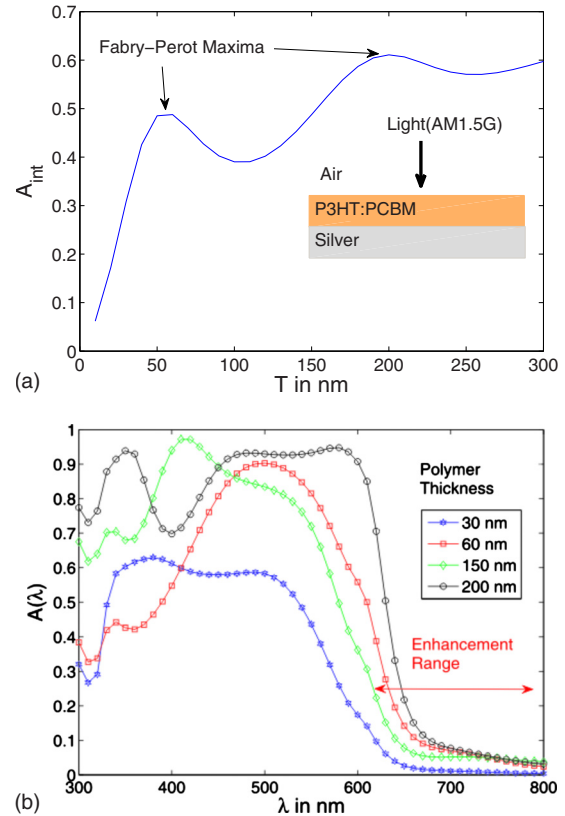 0.7
0.6
0.5
0.4
0.3
0.2
0.1
0
A_int
Fabry−Perot Maxima
Light(AM1.5G)
Air
P3HT:PCBM
Silver
0 50 100 150 200 250 300
T in nm
(a)
1
0.9
0.8
0.7
0.6
0.5
0.4
0.3
0.2
0.1
0
A(λ)
Polymer
Thickness
30 nm
60 nm
150 nm
200 nm
Enhancement
Range
300 400 500 600 700 800
λ in nm
(b)